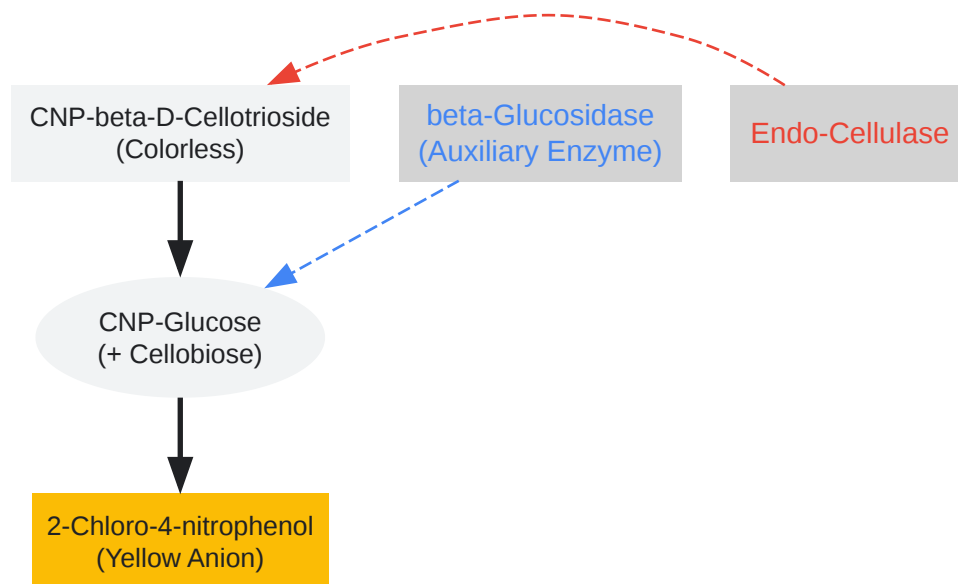 CNP-beta-D-Cellotrioside
(Colorless)
beta-Glucosidase
(Auxiliary Enzyme)
Endo-Cellulase
CNP-Glucose
(+ Cellobiose)
2-Chloro-4-nitrophenol
(Yellow Anion)